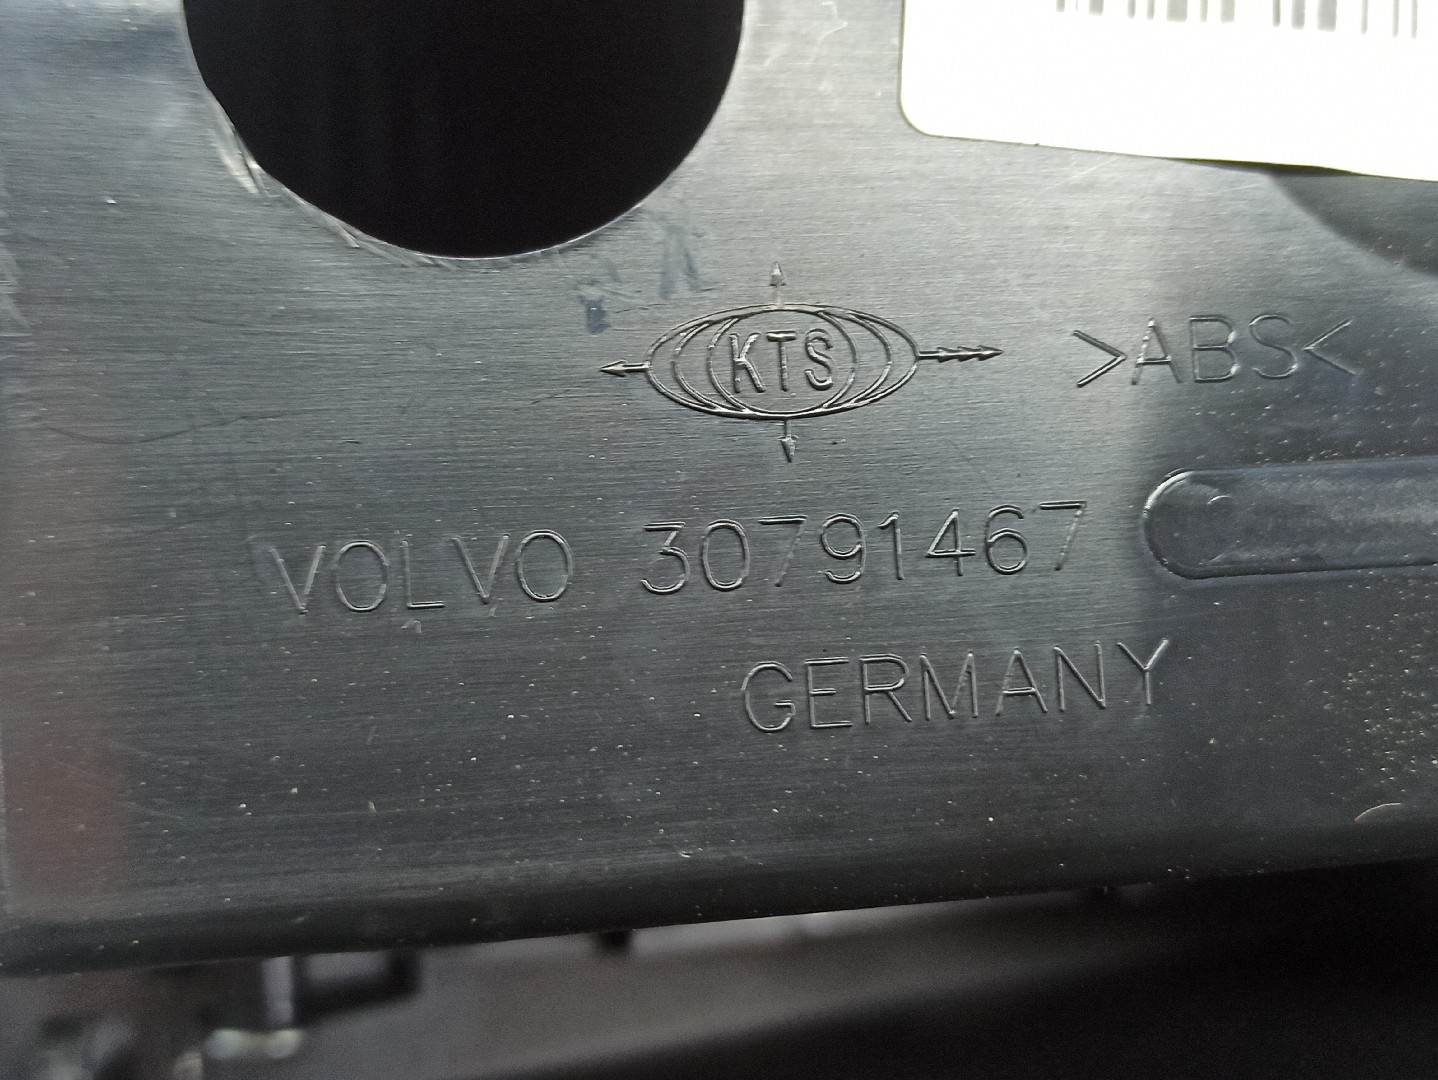 KTS >ABS<
VOLVO 30791467
GERMANY